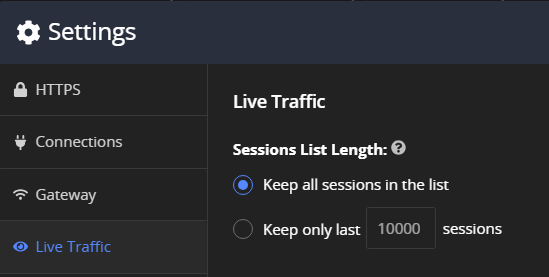 Settings
HTTPS
Connections
Gateway
Live Traffic
Live Traffic
Sessions List Length: ?
Keep all sessions in the list
Keep only last 10000 sessions